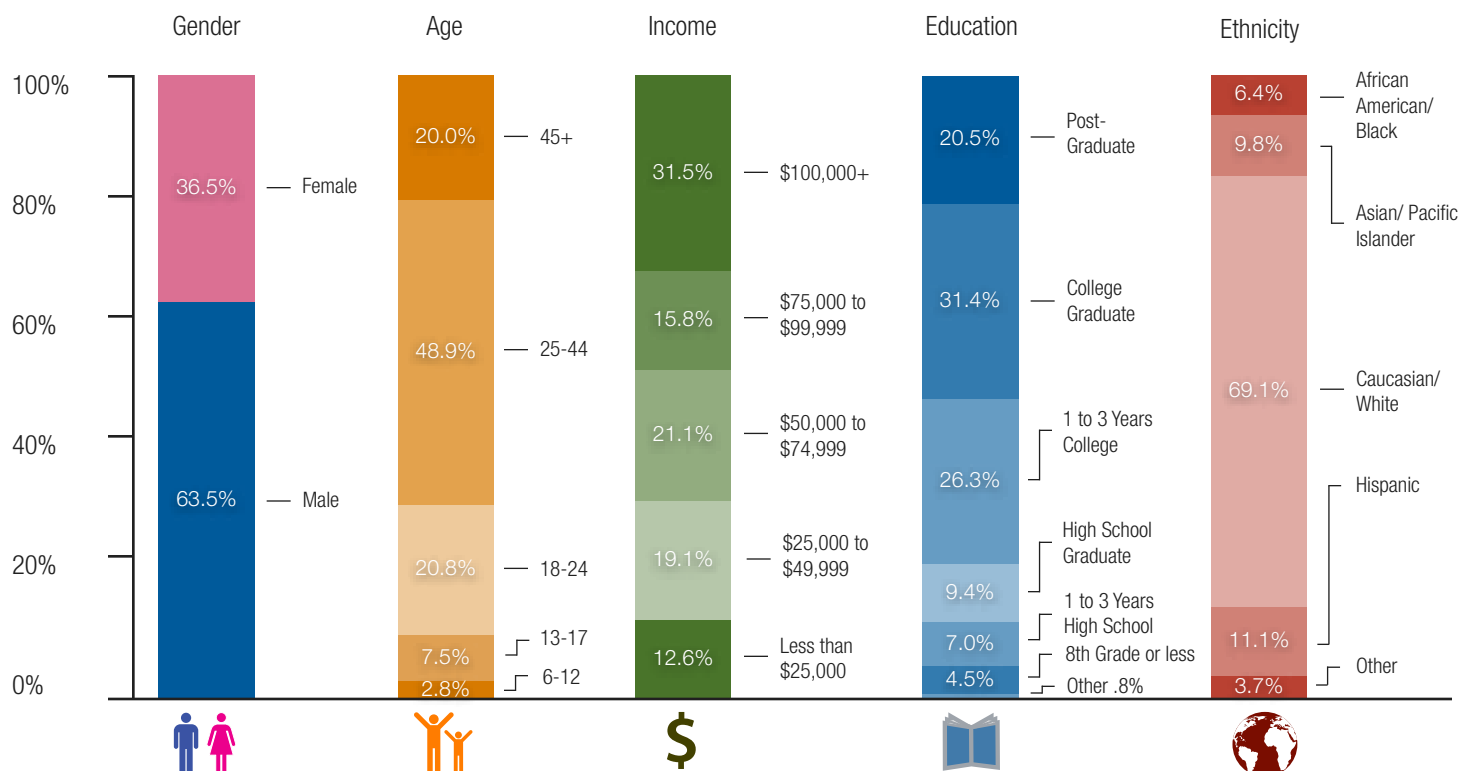 Gender
Age
Income
Education
Ethnicity
100%
80%
60%
40%
20%
0%
36.5%
Female
63.5%
Male
20.0%
45+
48.9%
25-44
20.8%
18-24
7.5%
13-17
2.8%
6-12
31.5%
$100,000+
15.8%
$75,000 to
$99,999
21.1%
$50,000 to
$74,999
19.1%
$25,000 to
$49,999
12.6%
Less than
$25,000
20.5%
Post-
Graduate
31.4%
College
Graduate
26.3%
1 to 3 Years
College
9.4%
High School
Graduate
7.0%
1 to 3 Years
High School
4.5%
8th Grade or less
Other .8%
6.4%
African
American/
Black
9.8%
Asian/ Pacific
Islander
69.1%
Caucasian/
White
11.1%
Hispanic
3.7%
Other
$